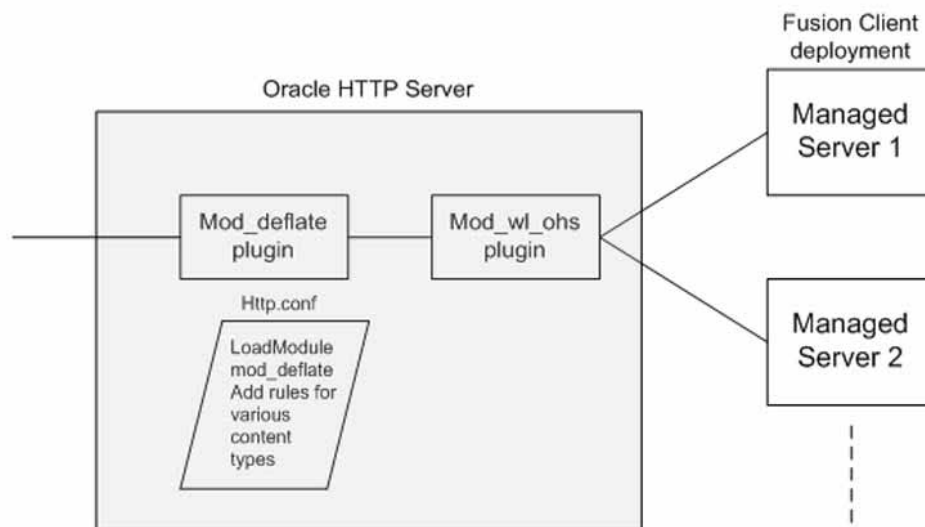 Fusion Client
deployment
Oracle HTTP Server
Managed
Server 1
Mod_deflate
plugin
Mod_wl_ohs
plugin
Http.conf
LoadModule
mod_deflate
Add rules for
various
content
types
Managed
Server 2